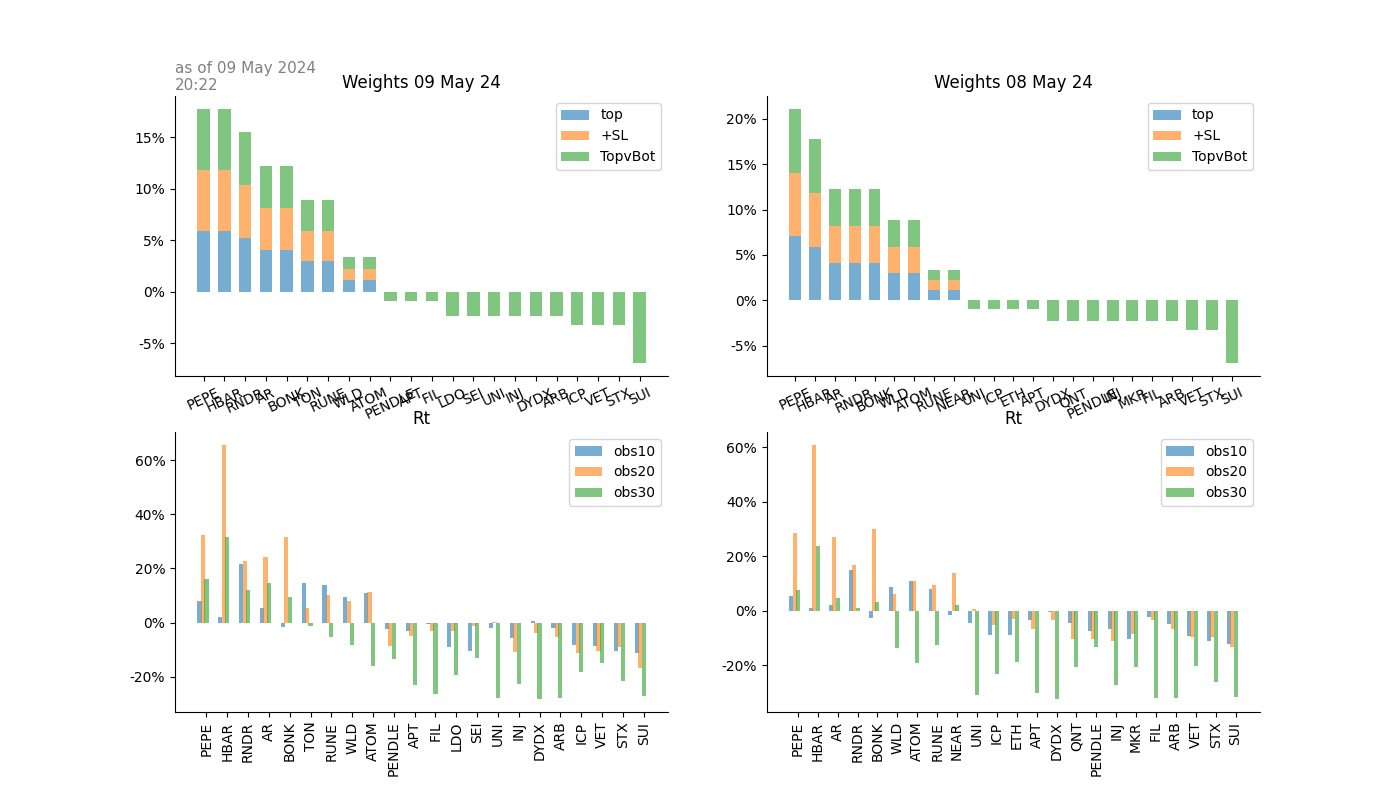 as of 09 May 2024
20:22
Weights 09 May 24
15%
10%
5%
0%
-5%
top
+SL
TopvBot
PEPE
HBAR
RNDR
AR
BONK
TON
RUNE
WLD
ATOM
PENDLE
APT
FIL
LDO
SEI
UNI
INJ
DYDX
ARB
ICP
VET
STX
SUI
Weights 08 May 24
20%
15%
10%
5%
0%
-5%
top
+SL
TopvBot
PEPE
HBAR
AR
RNDR
BONK
WLD
ATOM
RUNE
NEAR
UNI
ICP
ETH
APT
DYDX
QNT
PENDLE
INJ
MKR
FIL
ARB
VET
STX
SUI
Rt
60%
40%
20%
0%
-20%
obs10
obs20
obs30
PEPE
HBAR
RNDR
AR
BONK
TON
RUNE
WLD
ATOM
PENDLE
APT
FIL
LDO
SEI
UNI
INJ
DYDX
ARB
ICP
VET
STX
SUI
Rt
60%
40%
20%
0%
-20%
obs10
obs20
obs30
PEPE
HBAR
AR
RNDR
BONK
WLD
ATOM
RUNE
NEAR
UNI
ICP
ETH
APT
DYDX
QNT
PENDLE
INJ
MKR
FIL
ARB
VET
STX
SUI